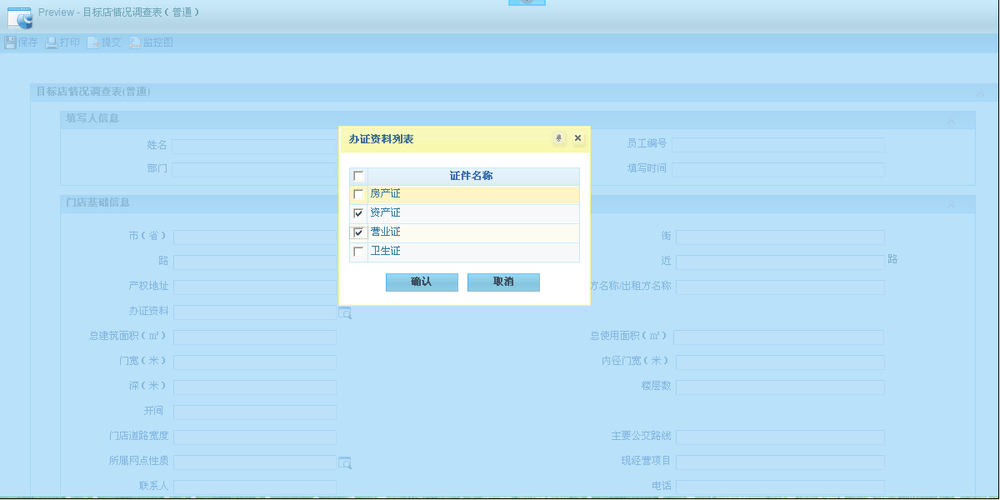 Preview - 目标店情况调查表（普通）
保存 打印 提交 监控图
目标店情况调查表(普通)
填写人信息
姓名 员工编号
部门 填写时间
门店基础信息
市（省） 街
路 近 路
产权地址 方名称/出租方名称
办证资料
总建筑面积（㎡） 总使用面积（㎡）
门宽（米） 内径门宽（米）
深（米） 楼层数
开间
门店道路宽度 主要公交路线
所属网点性质 现经营项目
联系人 电话
办证资料列表
证件名称
房产证
资产证
营业证
卫生证
确认 取消